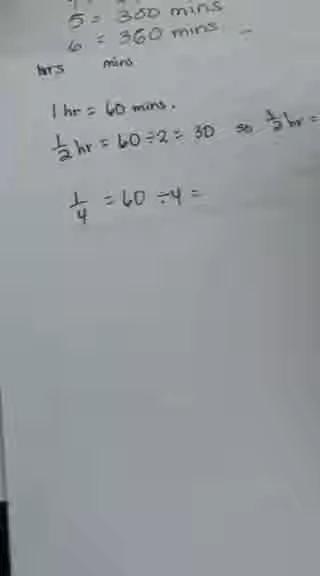 5 = 300 mins
6 = 360 mins.
hrs mins
1 hr = 60 mins.
1/2 hr = 60 ÷ 2 = 30 so 1/2 hr =
1/4 = 60 ÷ 4 =